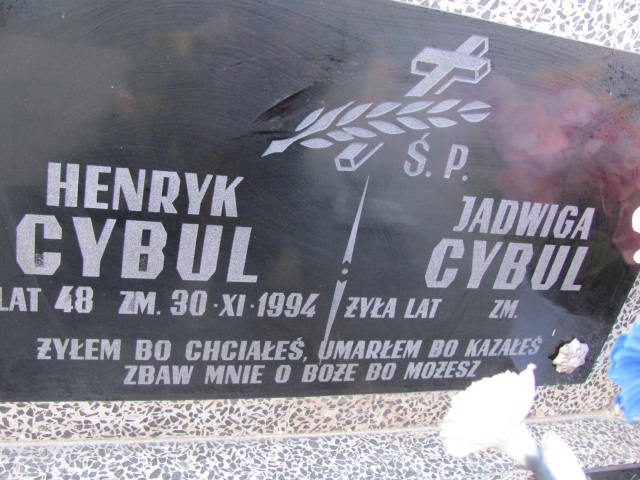 Ś. P.
HENRYK
CYBUL
LAT 48 ZM. 30·XI·1994
JADWIGA
CYBUL
ŻYŁA LAT ZM.
ŻYŁEM BO CHCIAŁEŚ, UMARŁEM BO KAZAŁEŚ
ZBAW MNIE O BOŻE BO MOŻESZ